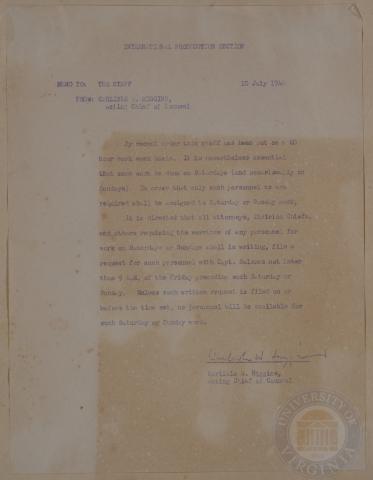 INTERNATIONAL PROSECUTION SECTION
MEMO TO: THE STAFF 10 July 1946
FROM: CARLISLE W. HIGGINS,
Acting Chief of Counsel
By recent order this staff has been put on a 40
hour work week basis. It is nevertheless essential
that some work be done on Saturdays (and occasionally on
Sundays). In order that only such personnel as are
required shall be assigned to Saturday or Sunday work,
It is directed that all attorneys, Division Chiefs,
and others requiring the services of any personnel for
work on Saturdays or Sundays shall in writing, file a
request for such personnel with Capt. not later
than 9 A.M. of the Friday preceding such Saturday or
Sunday. Unless such written request is filed on or
before the time set, no personnel will be available for
such Saturday or Sunday work.
Carlisle W. Higgins
Carlisle W. Higgins,
Acting Chief of Counsel
UNIVERSITY OF VIRGINIA